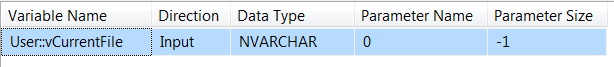 Variable Name Direction Data Type Parameter Name Parameter Size
User::vCurrentFile Input NVARCHAR 0 -1